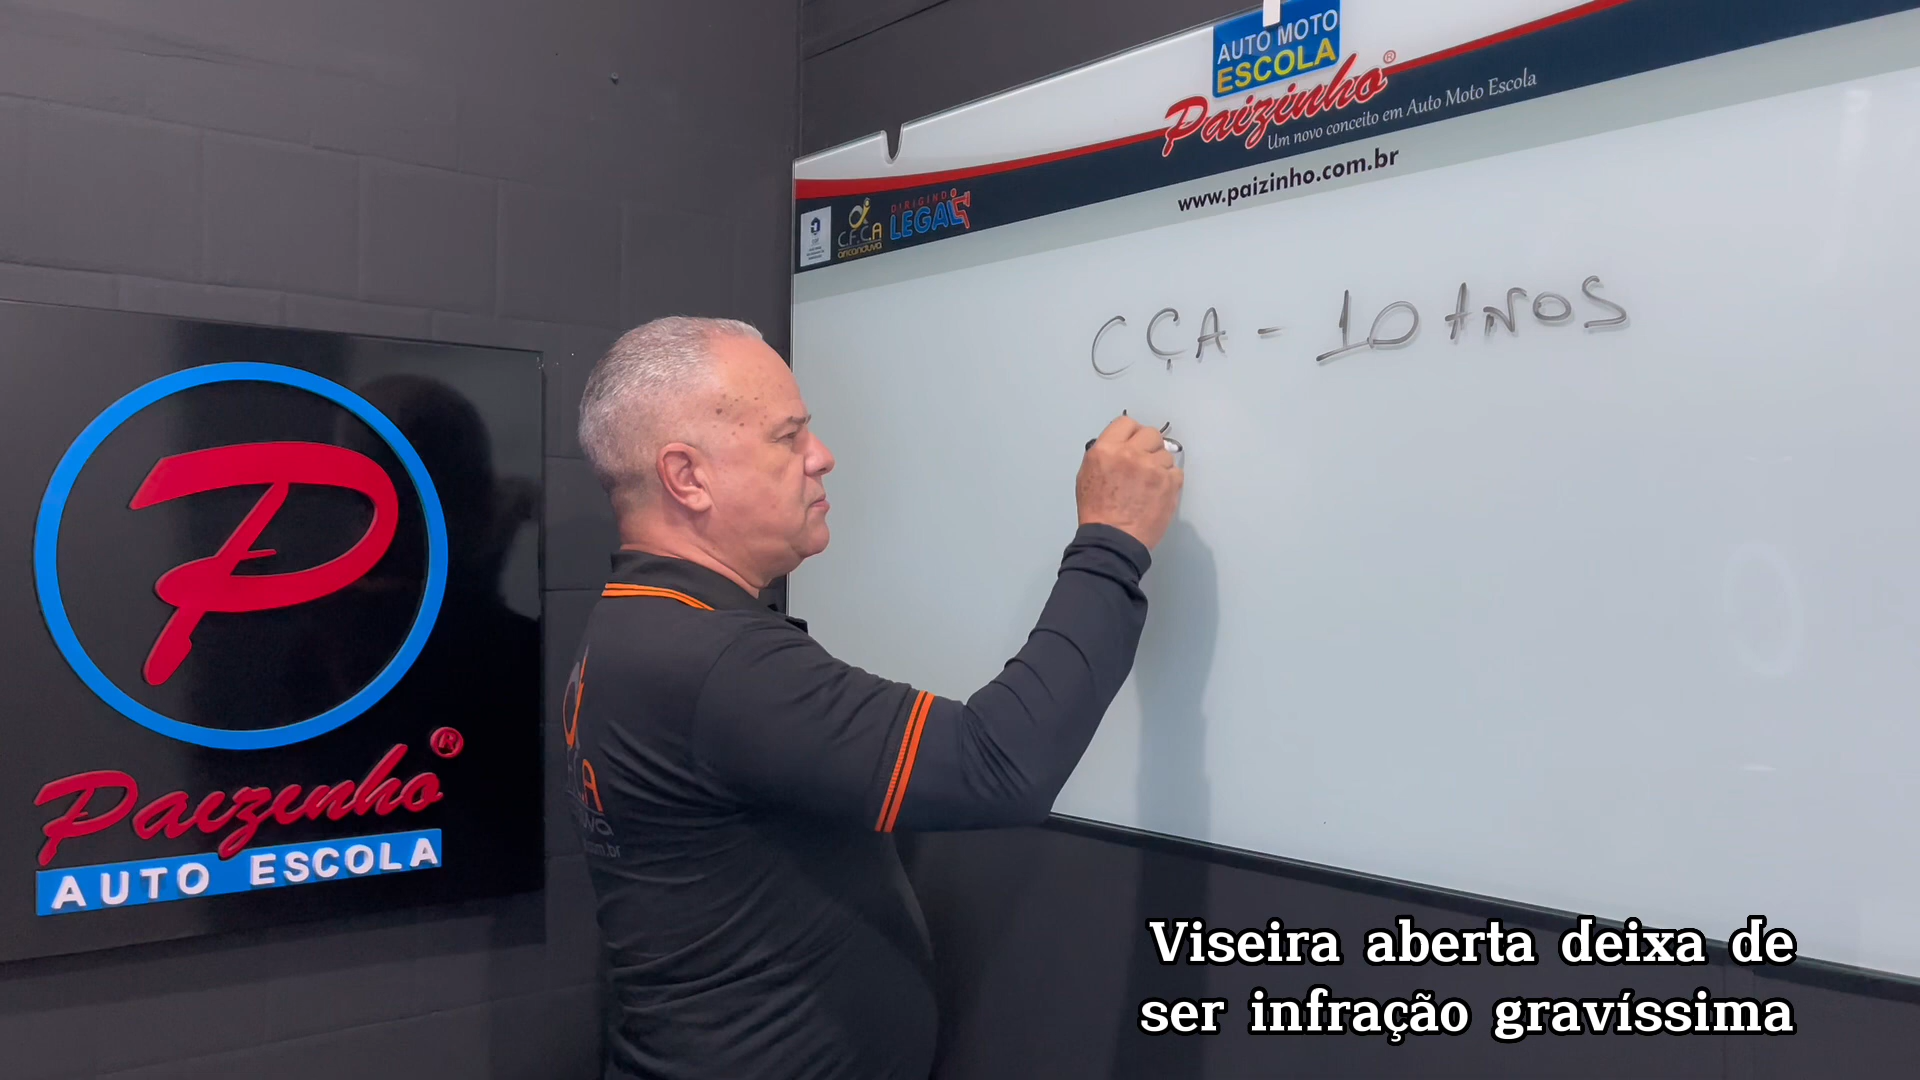 AUTO MOTO
ESCOLA
Paizinho®
Um novo conceito em Auto Moto Escola
www.paizinho.com.br
C.F.C.A
aricanduva
DIRIGINDO
LEGAL
CÇA - 10 ANOS
P
Paizinho®
AUTO ESCOLA
Viseira aberta deixa de
ser infração gravíssima